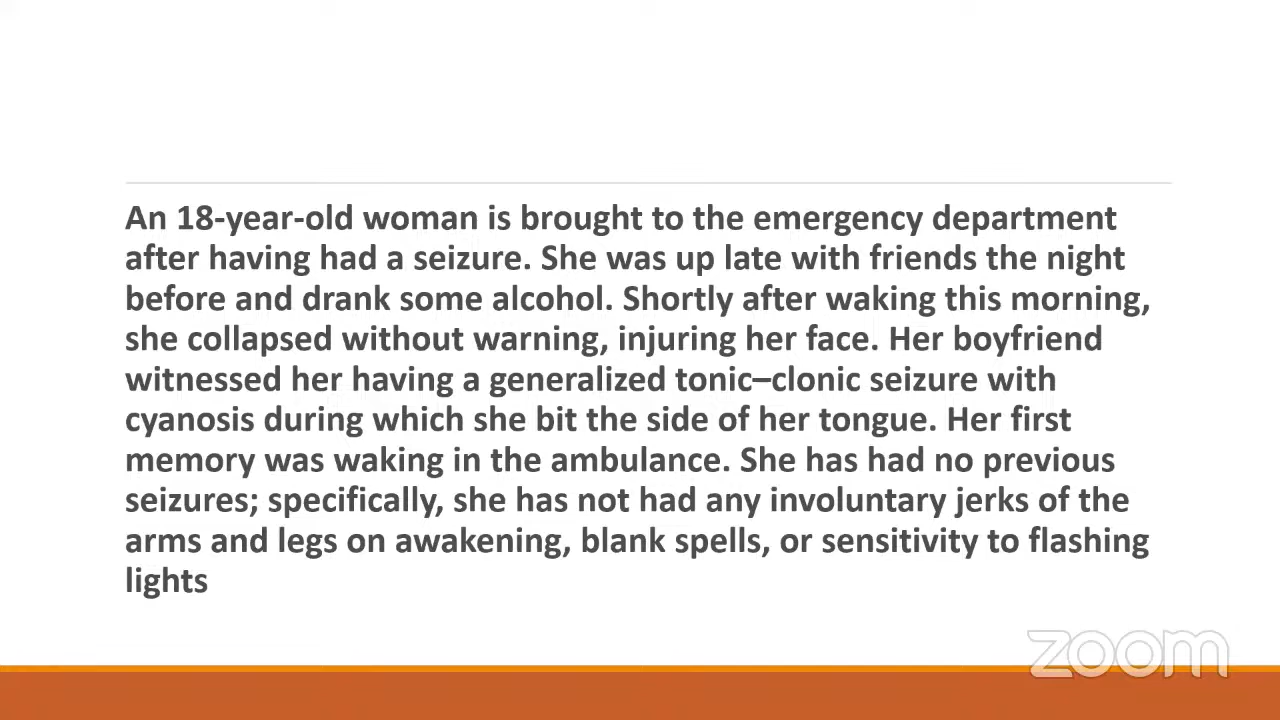 An 18-year-old woman is brought to the emergency department
after having had a seizure. She was up late with friends the night
before and drank some alcohol. Shortly after waking this morning,
she collapsed without warning, injuring her face. Her boyfriend
witnessed her having a generalized tonic–clonic seizure with
cyanosis during which she bit the side of her tongue. Her first
memory was waking in the ambulance. She has had no previous
seizures; specifically, she has not had any involuntary jerks of the
arms and legs on awakening, blank spells, or sensitivity to flashing
lights
zoom